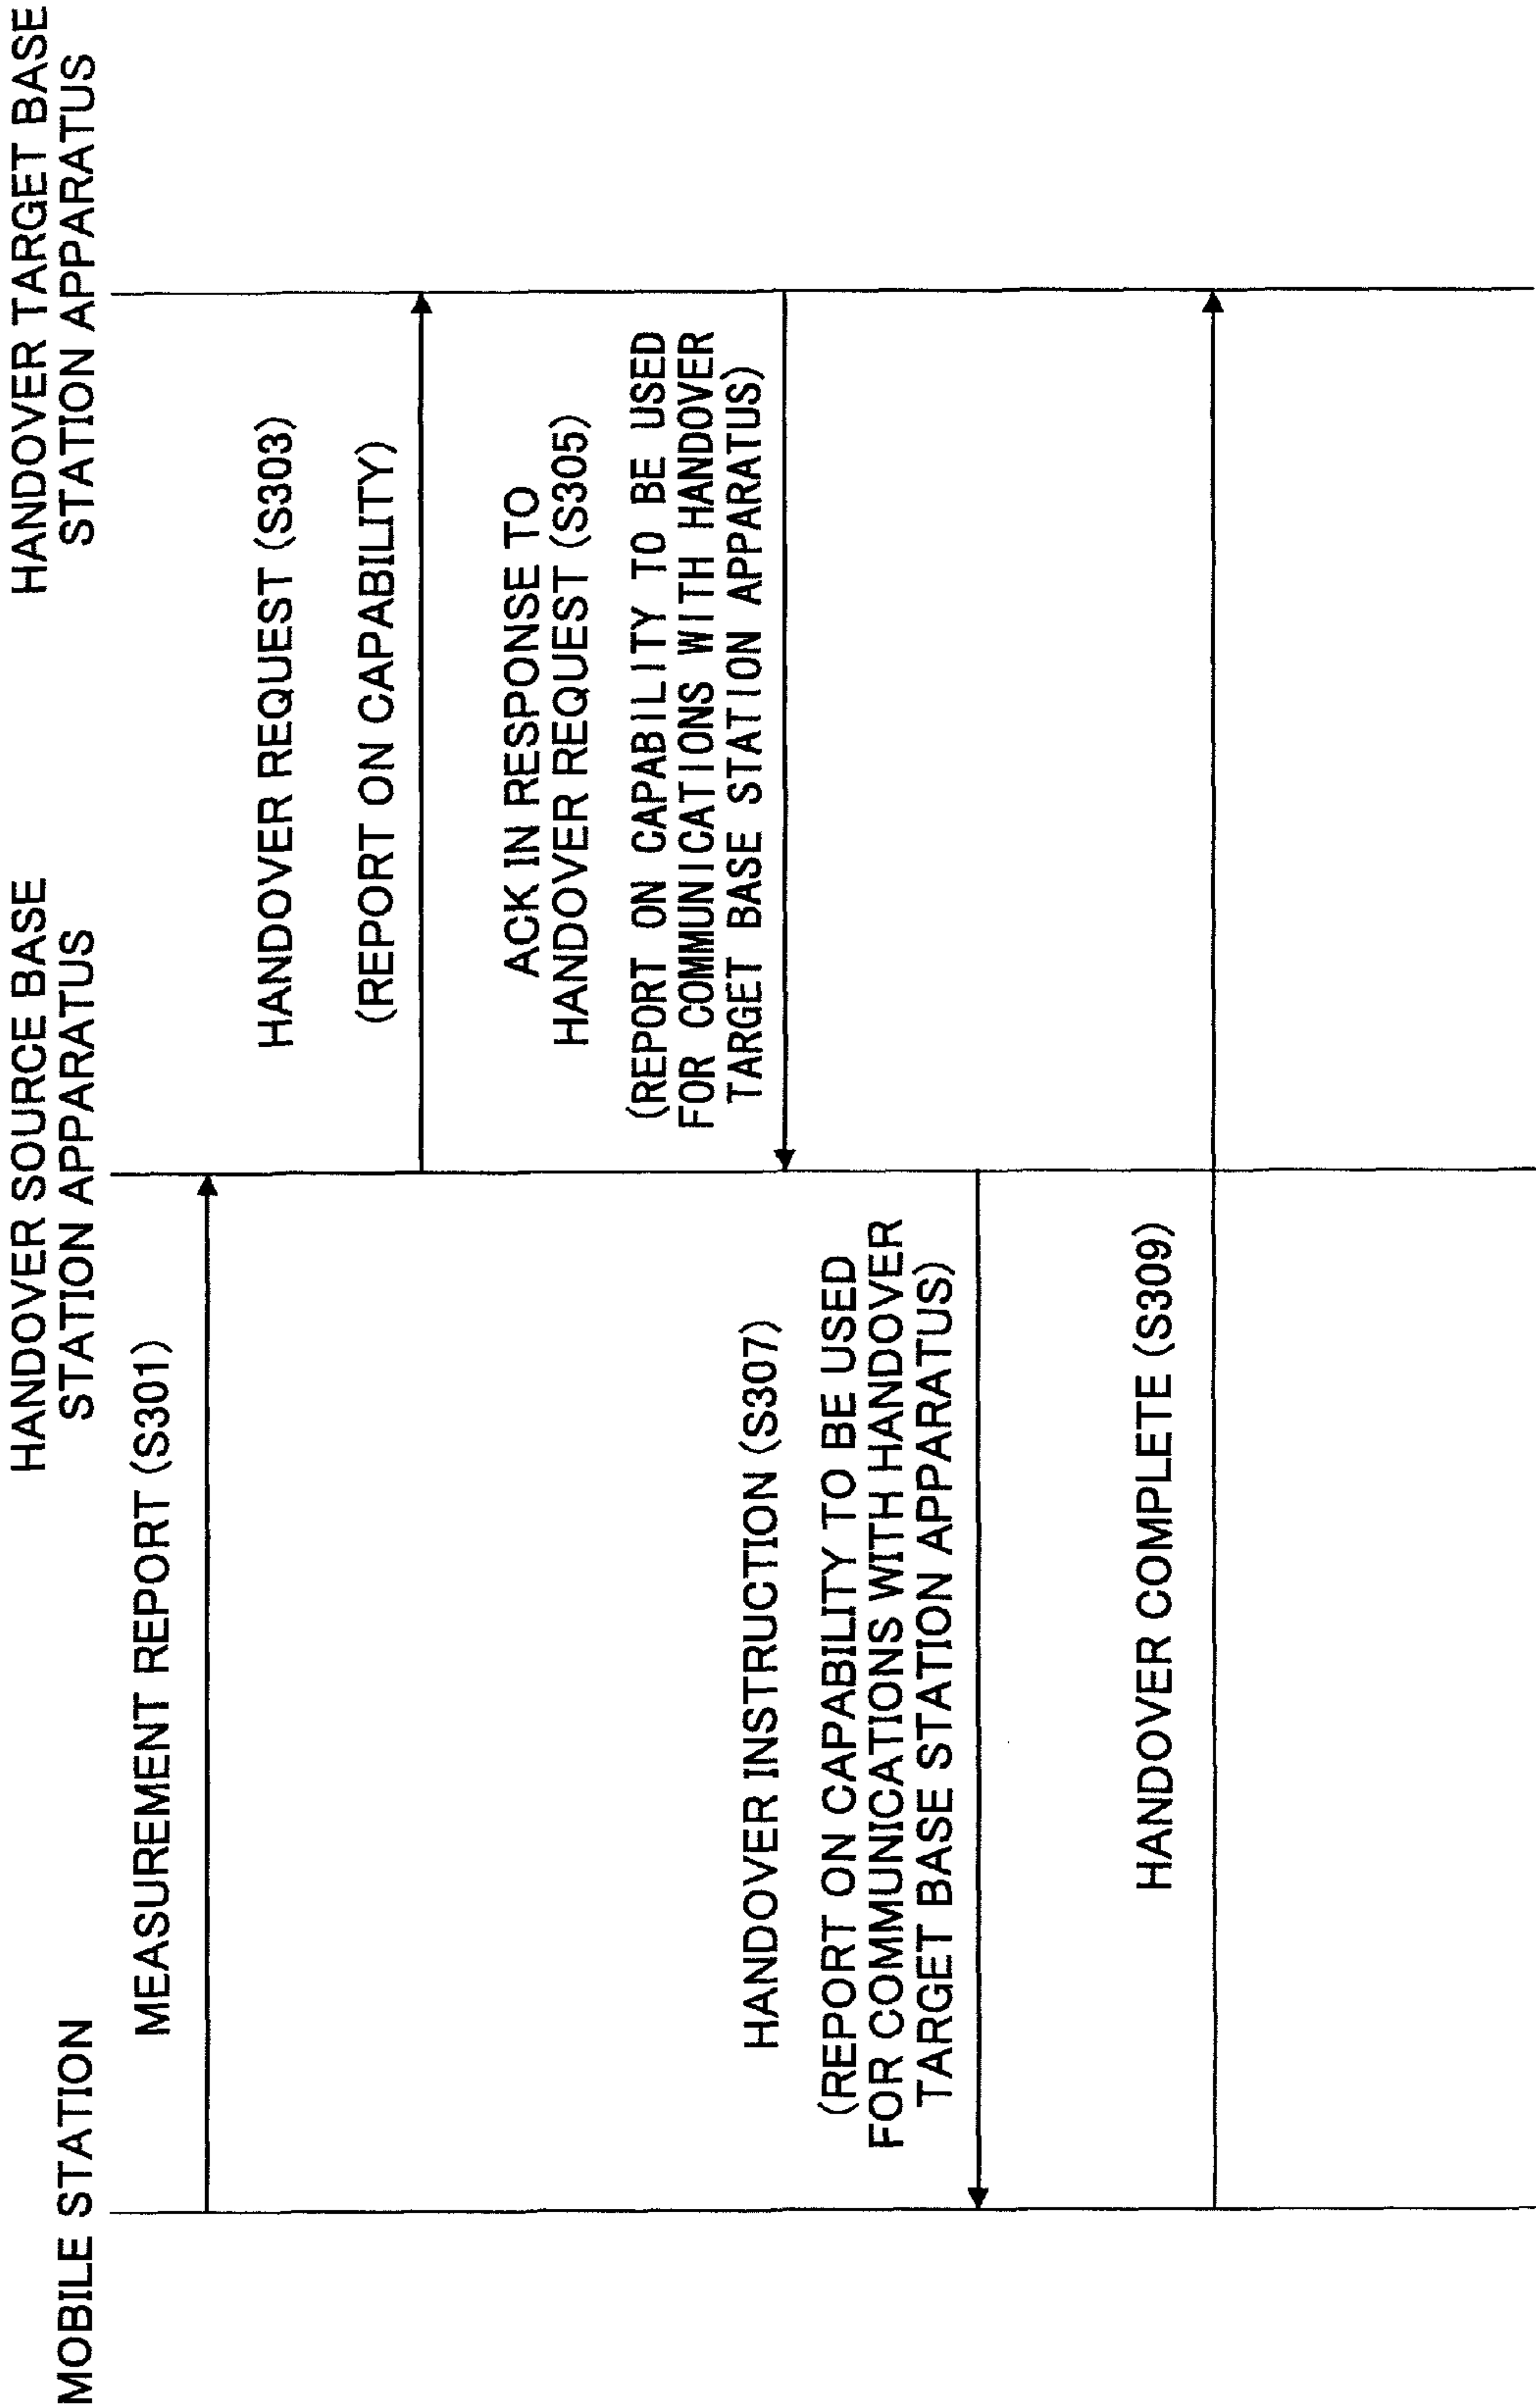 MOBILE STATION
HANDOVER SOURCE BASE
STATION APPARATUS
HANDOVER TARGET BASE
STATION APPARATUS
MEASUREMENT REPORT (S301)
HANDOVER REQUEST (S303)
(REPORT ON CAPABILITY)
ACK IN RESPONSE TO
HANDOVER REQUEST (S305)
(REPORT ON CAPABILITY TO BE USED
FOR COMMUNICATIONS WITH HANDOVER
TARGET BASE STATION APPARATUS)
HANDOVER INSTRUCTION (S307)
(REPORT ON CAPABILITY TO BE USED
FOR COMMUNICATIONS WITH HANDOVER
TARGET BASE STATION APPARATUS)
HANDOVER COMPLETE (S309)